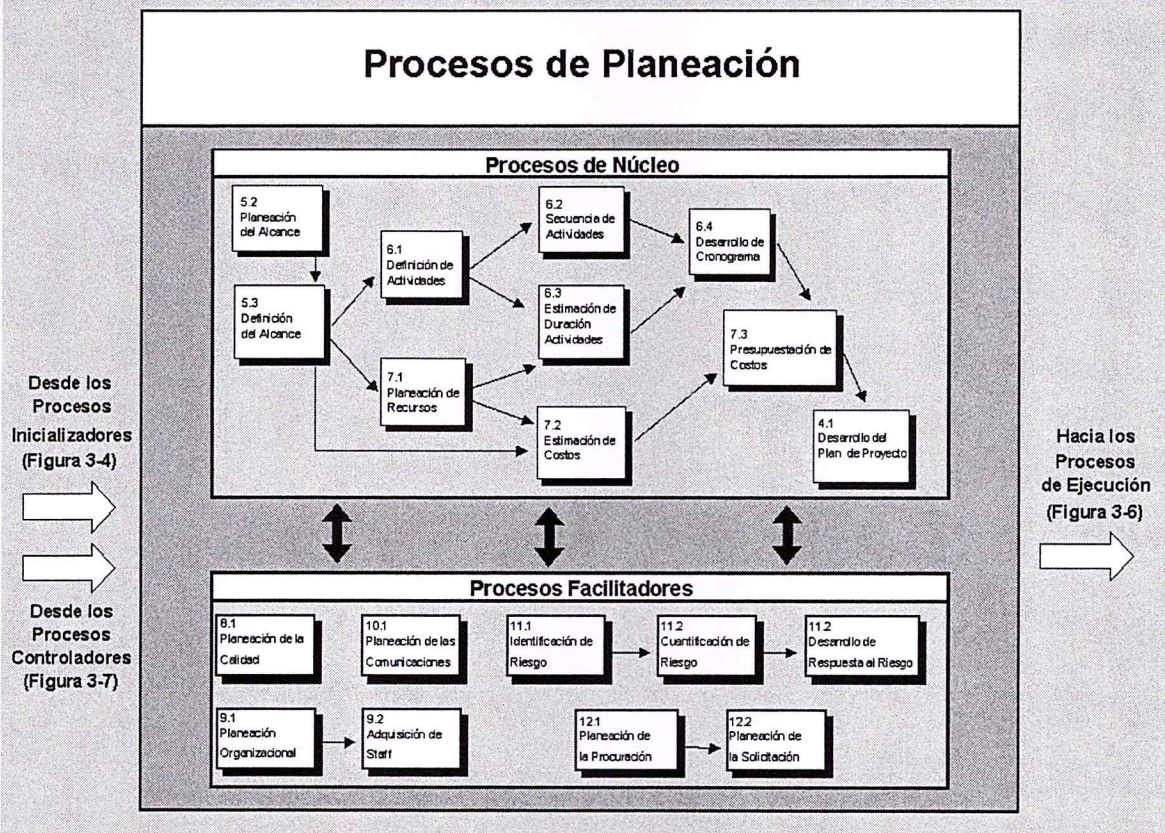 Procesos de Planeación
Procesos de Núcleo
5.2
Planeación
del Alcance
5.3
Definición
del Alcance
6.1
Definición de
Actividades
7.1
Planeación de
Recursos
6.2
Secuencia de
Actividades
6.3
Estimación de
Duración
Actividades
7.2
Estimación de
Costos
6.4
Desarrollo de
Cronograma
7.3
Presupuestación de
Costos
4.1
Desarrollo del
Plan de Proyecto
Desde los
Procesos
Inicializadores
(Figura 3-4)
Desde los
Procesos
Controladores
(Figura 3-7)
Hacia los
Procesos
de Ejecución
(Figura 3-6)
Procesos Facilitadores
8.1
Planeación de la
Calidad
10.1
Planeación de las
Comunicaciones
11.1
Identificación de
Riesgo
11.2
Cuantificación de
Riesgo
11.2
Desarrollo de
Respuesta al Riesgo
9.1
Planeación
Organizacional
9.2
Adquisición de
Staff
12.1
Planeación de
la Procuración
12.2
Planeación de
la Solicitación